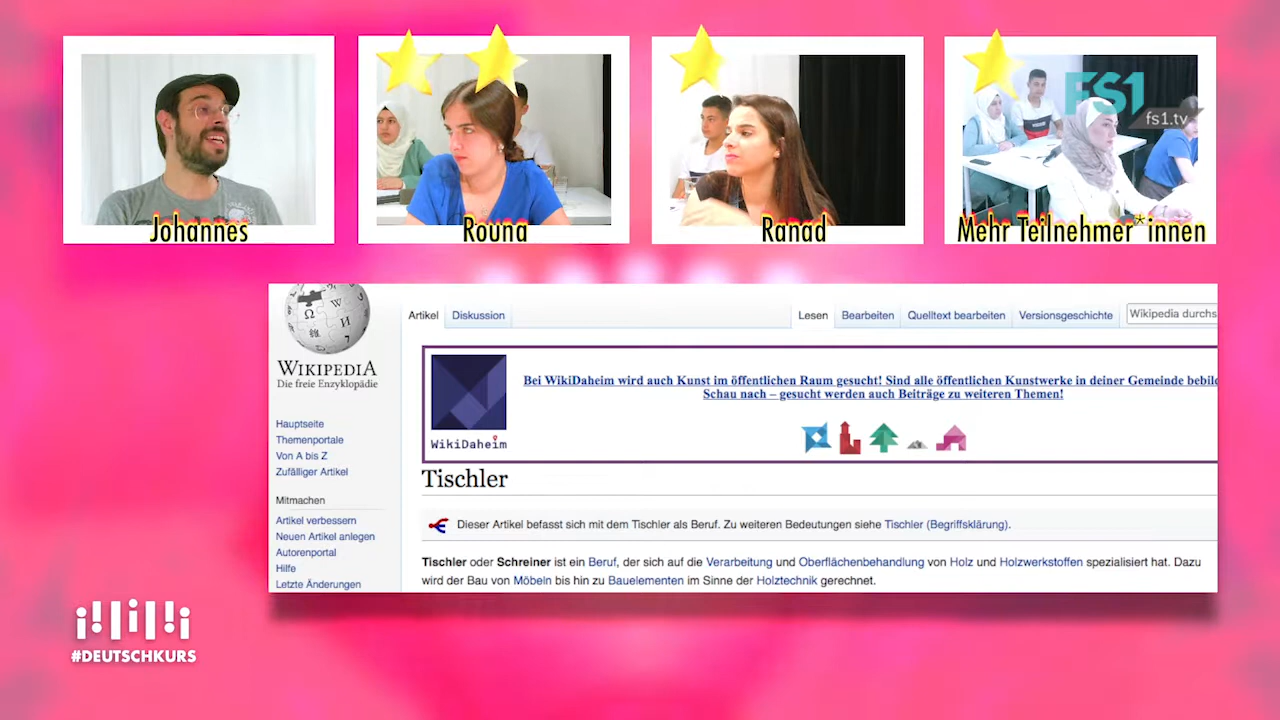 FS1
fs1.tv
Johannes
Rouna
Ranad
Mehr Teilnehmer*innen
WIKIPEDIA
Die freie Enzyklopädie
Artikel Diskussion Lesen Bearbeiten Quelltext bearbeiten Versionsgeschichte Wikipedia durchs
Bei WikiDaheim wird auch Kunst im öffentlichen Raum gesucht! Sind alle öffentlichen Kunstwerke in deiner Gemeinde bebild
Schau nach – gesucht werden auch Beiträge zu weiteren Themen!
WikiDaheim
Hauptseite
Themenportale
Von A bis Z
Zufälliger Artikel
Mitmachen
Artikel verbessern
Neuen Artikel anlegen
Autorenportal
Hilfe
Letzte Änderungen
Tischler
Dieser Artikel befasst sich mit dem Tischler als Beruf. Zu weiteren Bedeutungen siehe Tischler (Begriffsklärung).
Tischler oder Schreiner ist ein Beruf, der sich auf die Verarbeitung und Oberflächenbehandlung von Holz und Holzwerkstoffen spezialisiert hat. Dazu
wird der Bau von Möbeln bis hin zu Bauelementen im Sinne der Holztechnik gerechnet.
#DEUTSCHKURS